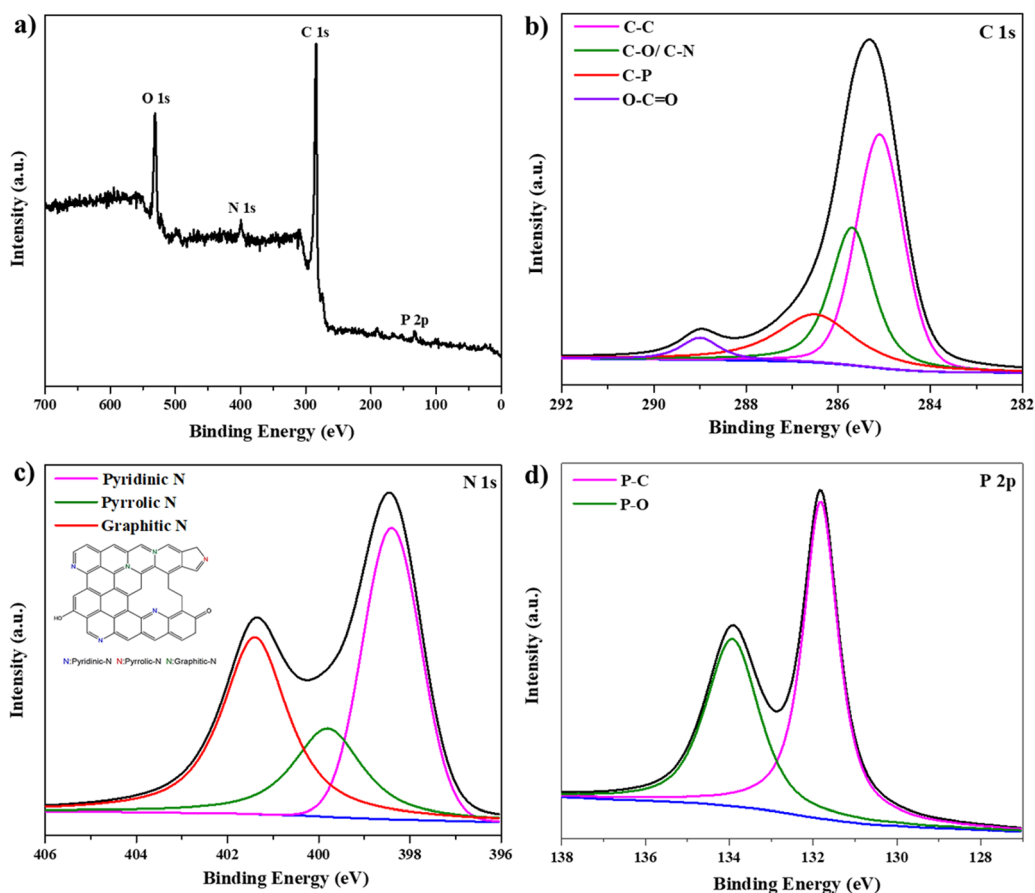 a)
O 1s
N 1s
C 1s
P 2p
Intensity (a.u.)
700 600 500 400 300 200 100 0
Binding Energy (eV)
b)
C 1s
C-C
C-O/ C-N
C-P
O-C=O
Intensity (a.u.)
292 290 288 286 284 282
Binding Energy (eV)
c)
N 1s
Pyridinic N
Pyrrolic N
Graphitic N
N
N
N
N
N
N
HO
O
N:Pyridinic-N N:Pyrrolic-N N:Graphitic-N
Intensity (a.u.)
406 404 402 400 398 396
Binding Energy (eV)
d)
P 2p
P-C
P-O
Intensity (a.u.)
138 136 134 132 130 128
Binding Energy (eV)